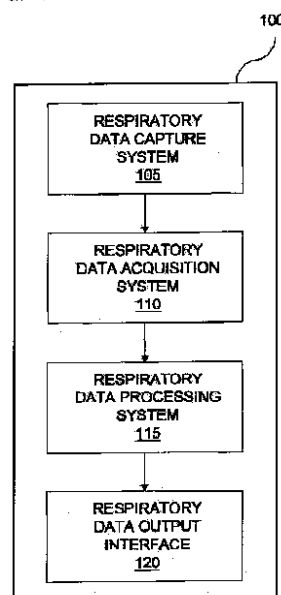 100
RESPIRATORY
DATA CAPTURE
SYSTEM
105
RESPIRATORY
DATA ACQUISITION
SYSTEM
110
RESPIRATORY
DATA PROCESSING
SYSTEM
115
RESPIRATORY
DATA OUTPUT
INTERFACE
120